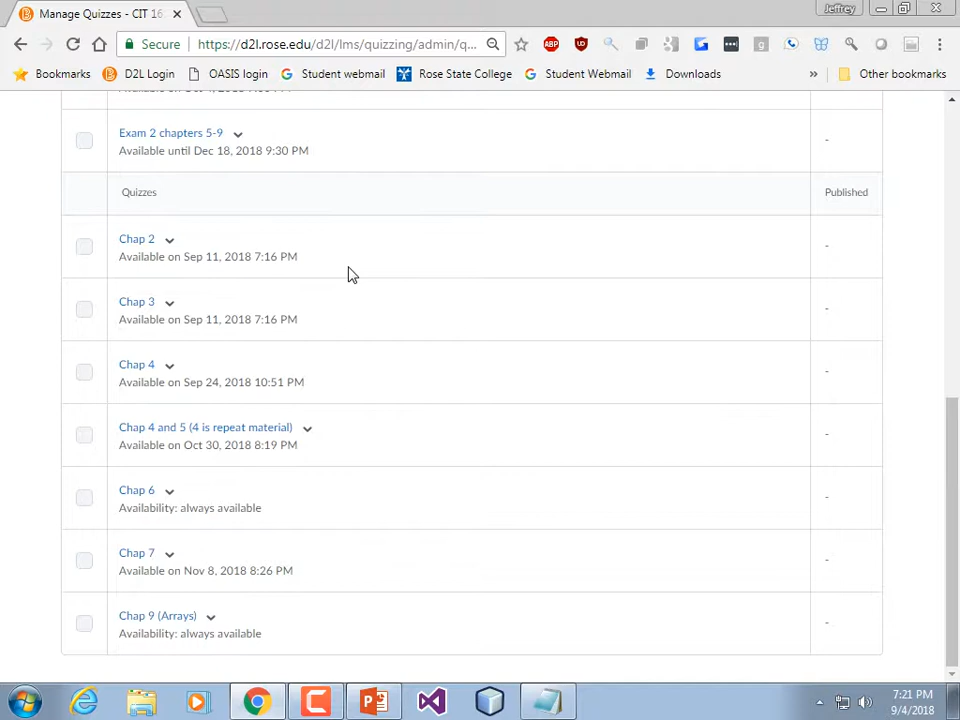 Manage Quizzes - CIT 16
Jeffrey
Secure
https://d2l.rose.edu/d2l/lms/quizzing/admin/q...
Bookmarks
D2L Login
OASIS login
Student webmail
Rose State College
Student Webmail
Downloads
»
Other bookmarks
Exam 2 chapters 5-9
Available until Dec 18, 2018 9:30 PM
-
Quizzes
Published
Chap 2
Available on Sep 11, 2018 7:16 PM
-
Chap 3
Available on Sep 11, 2018 7:16 PM
-
Chap 4
Available on Sep 24, 2018 10:51 PM
-
Chap 4 and 5 (4 is repeat material)
Available on Oct 30, 2018 8:19 PM
-
Chap 6
Availability: always available
-
Chap 7
Available on Nov 8, 2018 8:26 PM
-
Chap 9 (Arrays)
Availability: always available
-
7:21 PM
9/4/2018